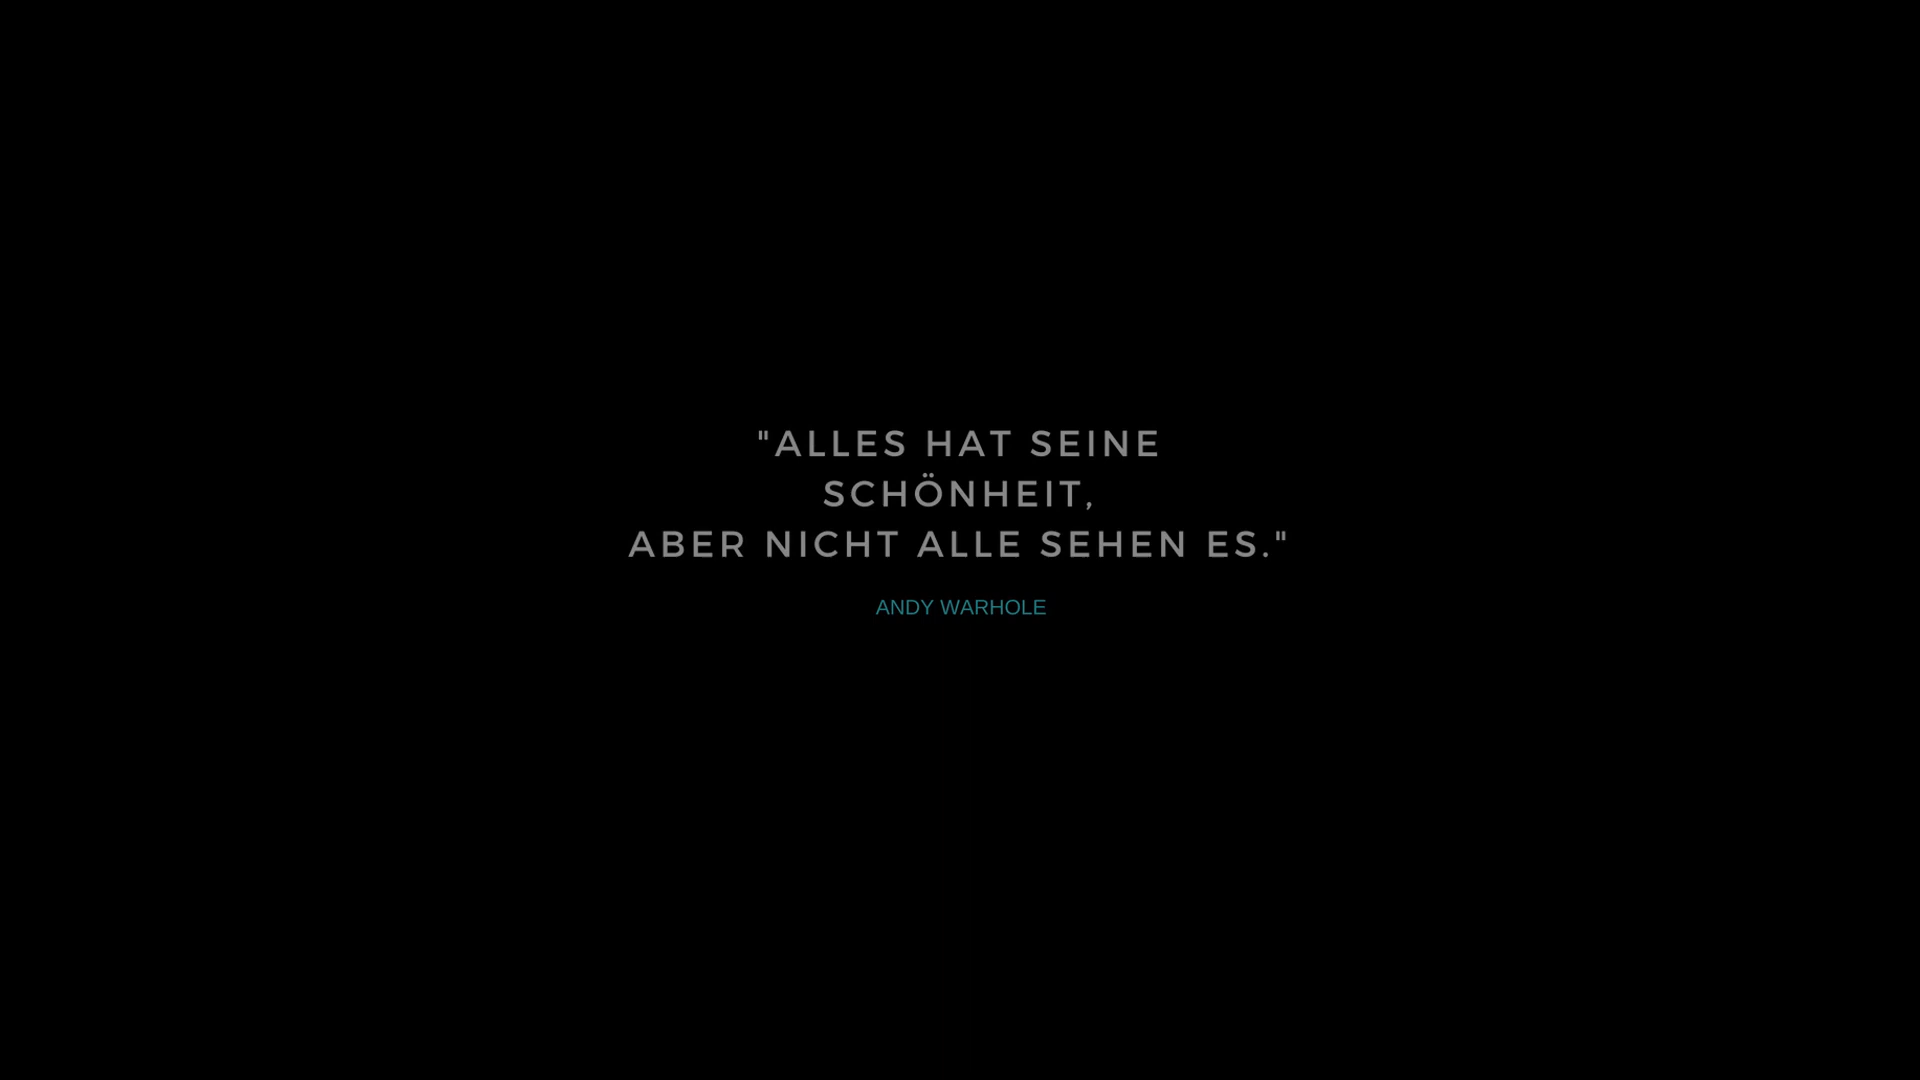 "ALLES HAT SEINE
SCHÖNHEIT,
ABER NICHT ALLE SEHEN ES."
ANDY WARHOLE